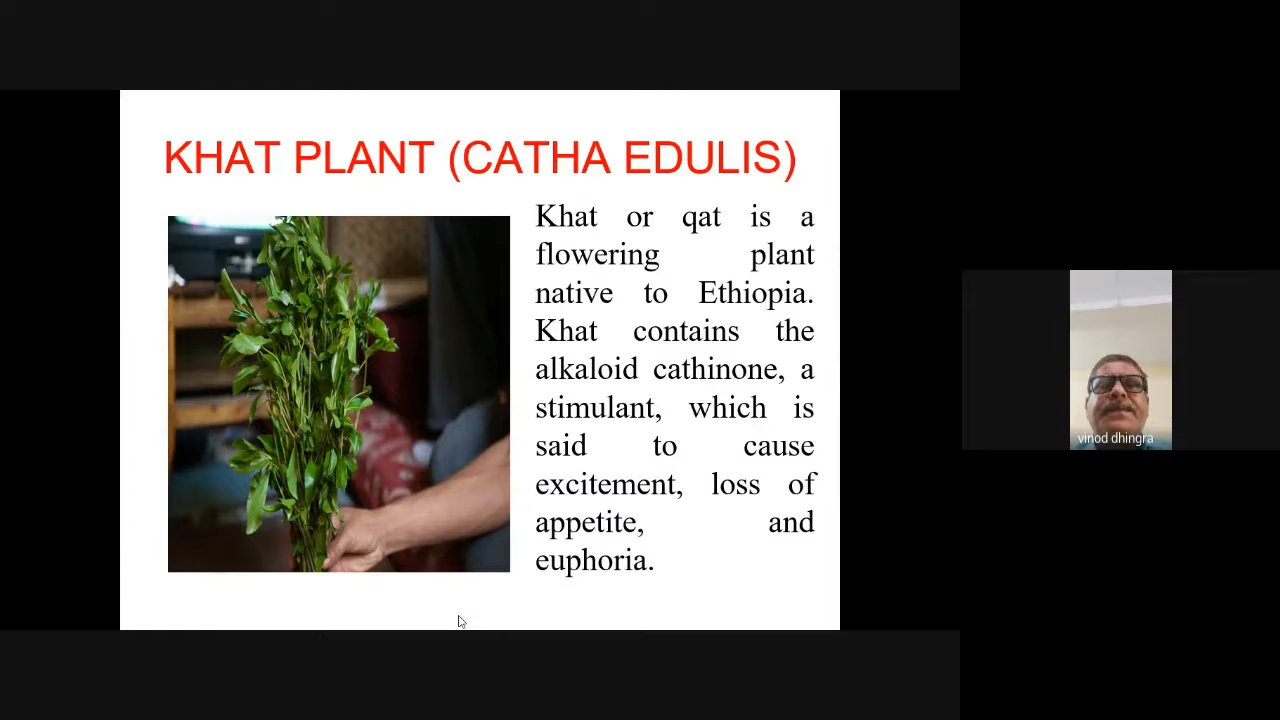 KHAT PLANT (CATHA EDULIS)
Khat or qat is a
flowering plant
native to Ethiopia.
Khat contains the
alkaloid cathinone, a
stimulant, which is
said to cause
excitement, loss of
appetite, and
euphoria.
vinod dhingra